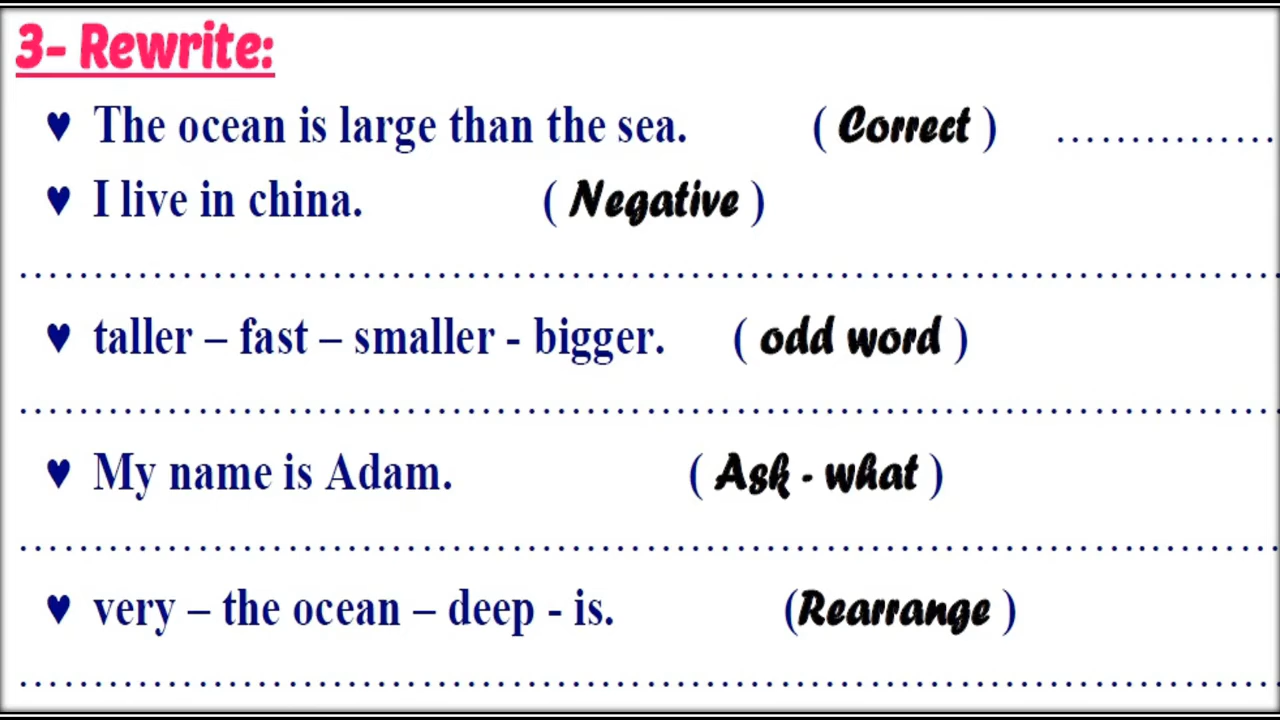 3- Rewrite:
♥ The ocean is large than the sea. ( Correct ) ……………
♥ I live in china. ( Negative )
………………………………………………………………………………
♥ taller – fast – smaller - bigger. ( odd word )
………………………………………………………………………………
♥ My name is Adam. ( Ask - what )
………………………………………………………………………………
♥ very – the ocean – deep - is. (Rearrange )
………………………………………………………………………………